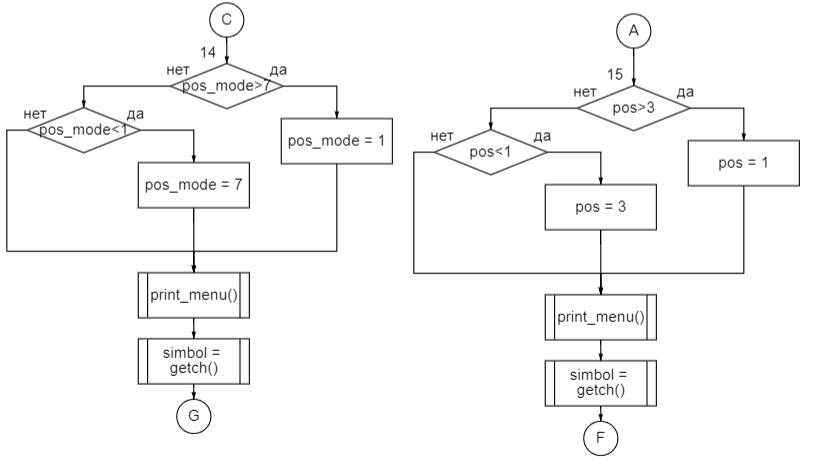 C
14
нет
да
pos_mode>7
нет
да
pos_mode<1
pos_mode = 1
pos_mode = 7
print_menu()
simbol =
getch()
G
A
15
нет
да
pos>3
нет
да
pos<1
pos = 1
pos = 3
print_menu()
simbol =
getch()
F